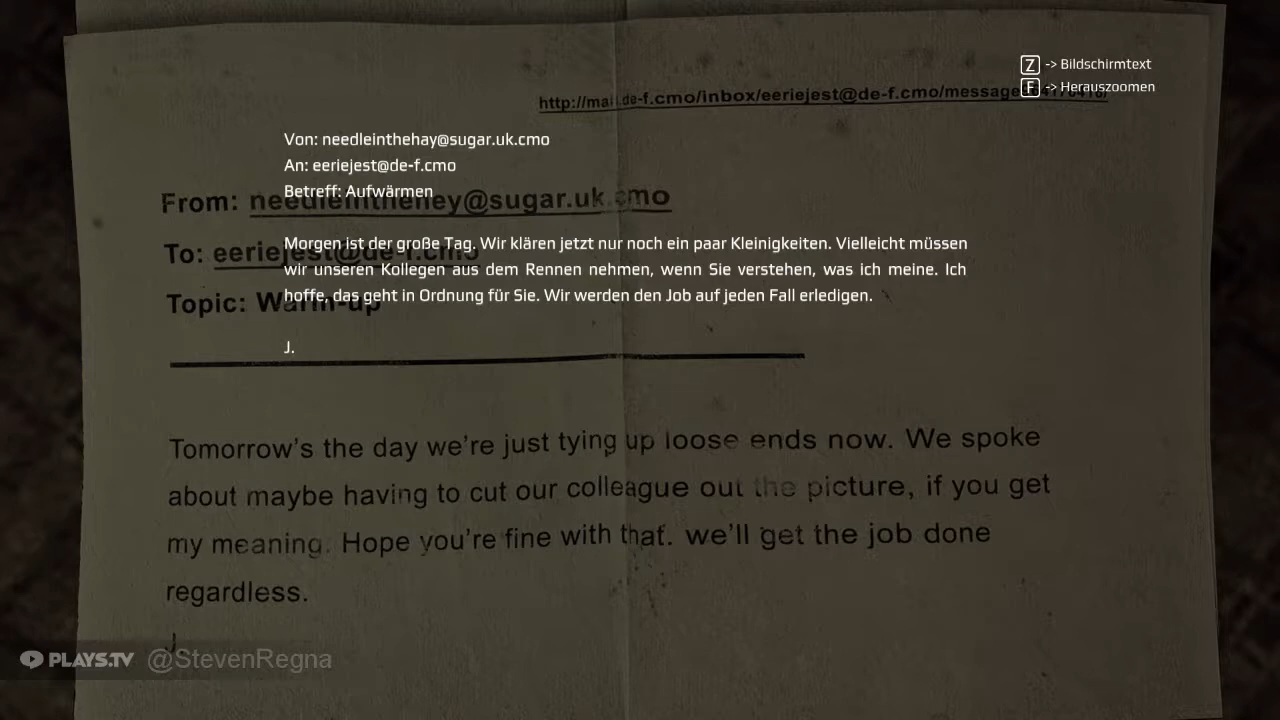 Z -> Bildschirmtext
http://mail.de-f.cmo/inbox/eeriejest@de-f.cmo/message
F -> Herauszoomen
Von: needleinthehay@sugar.uk.cmo
An: eeriejest@de-f.cmo
Betreff: Aufwärmen
From: needleintheney@sugar.uk.cmo
Morgen ist der große Tag. Wir klären jetzt nur noch ein paar Kleinigkeiten. Vielleicht müssen
To: eeriejest@de-f.cmo
wir unseren Kollegen aus dem Rennen nehmen, wenn Sie verstehen, was ich meine. Ich
hoffe, das geht in Ordnung für Sie. Wir werden den Job auf jeden Fall erledigen.
Topic: Warm-up
J.
Tomorrow's the day we're just tying up loose ends now. We spoke
about maybe having to cut our colleague out the picture, if you get
my meaning. Hope you're fine with that. we'll get the job done
regardless.
J.
PLAYS.TV @StevenRegna